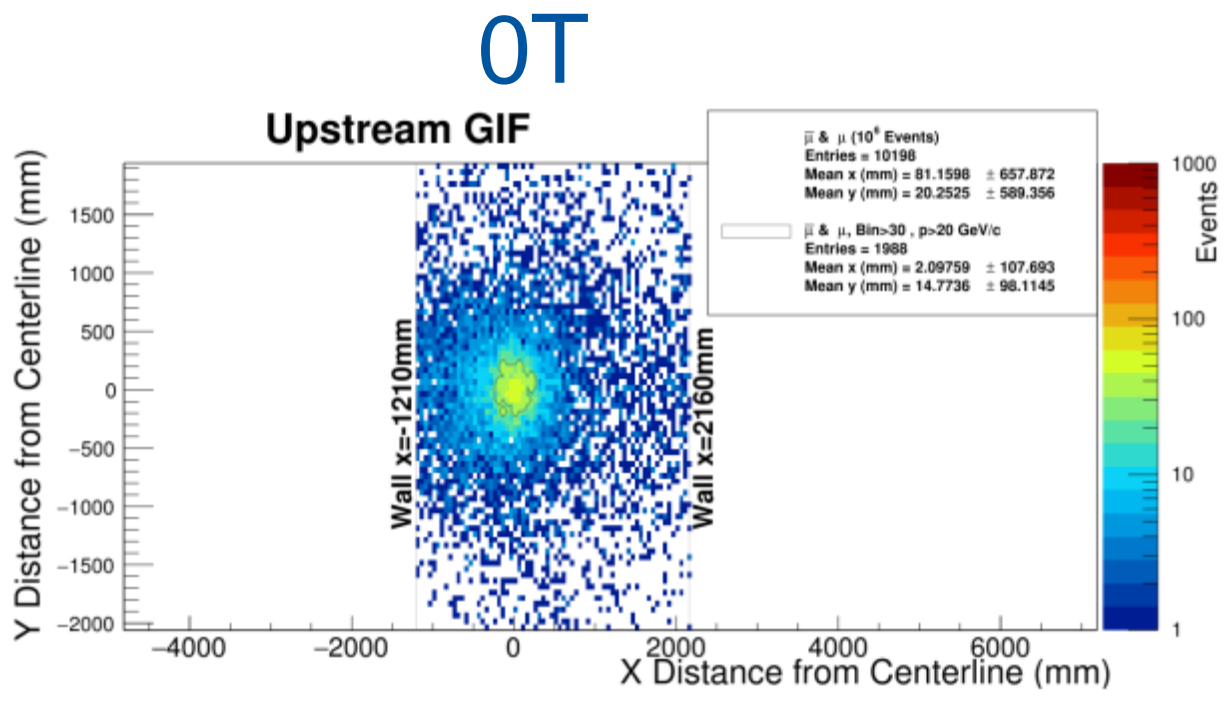 0T
Upstream GIF
μ̅ & μ (10⁶ Events)
Entries = 10198
Mean x (mm) = 81.1598 ± 657.872
Mean y (mm) = 20.2525 ± 589.356
μ̅ & μ, Bin>30 , p>20 GeV/c
Entries = 1988
Mean x (mm) = 2.09759 ± 107.693
Mean y (mm) = 14.7736 ± 98.1145
Y Distance from Centerline (mm)
1500
1000
500
0
−500
−1000
−1500
−2000
Wall x=-1210mm
Wall x=2160mm
1000
100
10
1
Events
−4000
−2000
0
2000
4000
6000
X Distance from Centerline (mm)